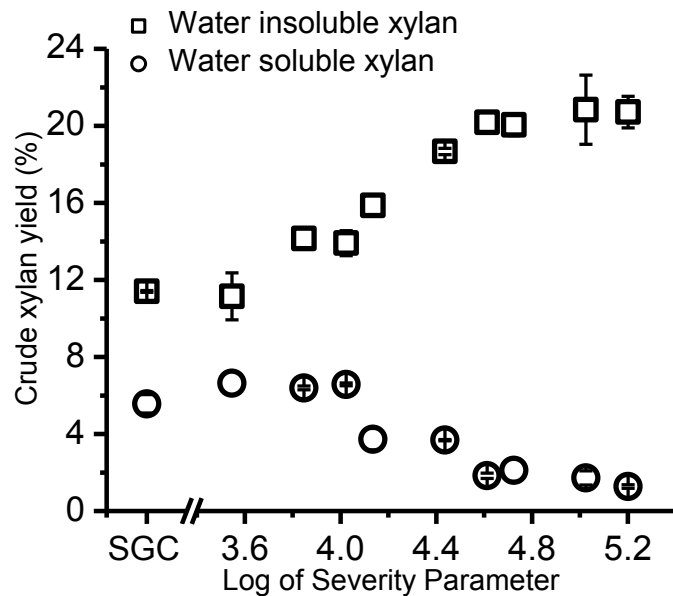 Water insoluble xylan
Water soluble xylan
24
20
16
12
8
4
0
Crude xylan yield (%)
SGC 3.6 4.0 4.4 4.8 5.2
Log of Severity Parameter